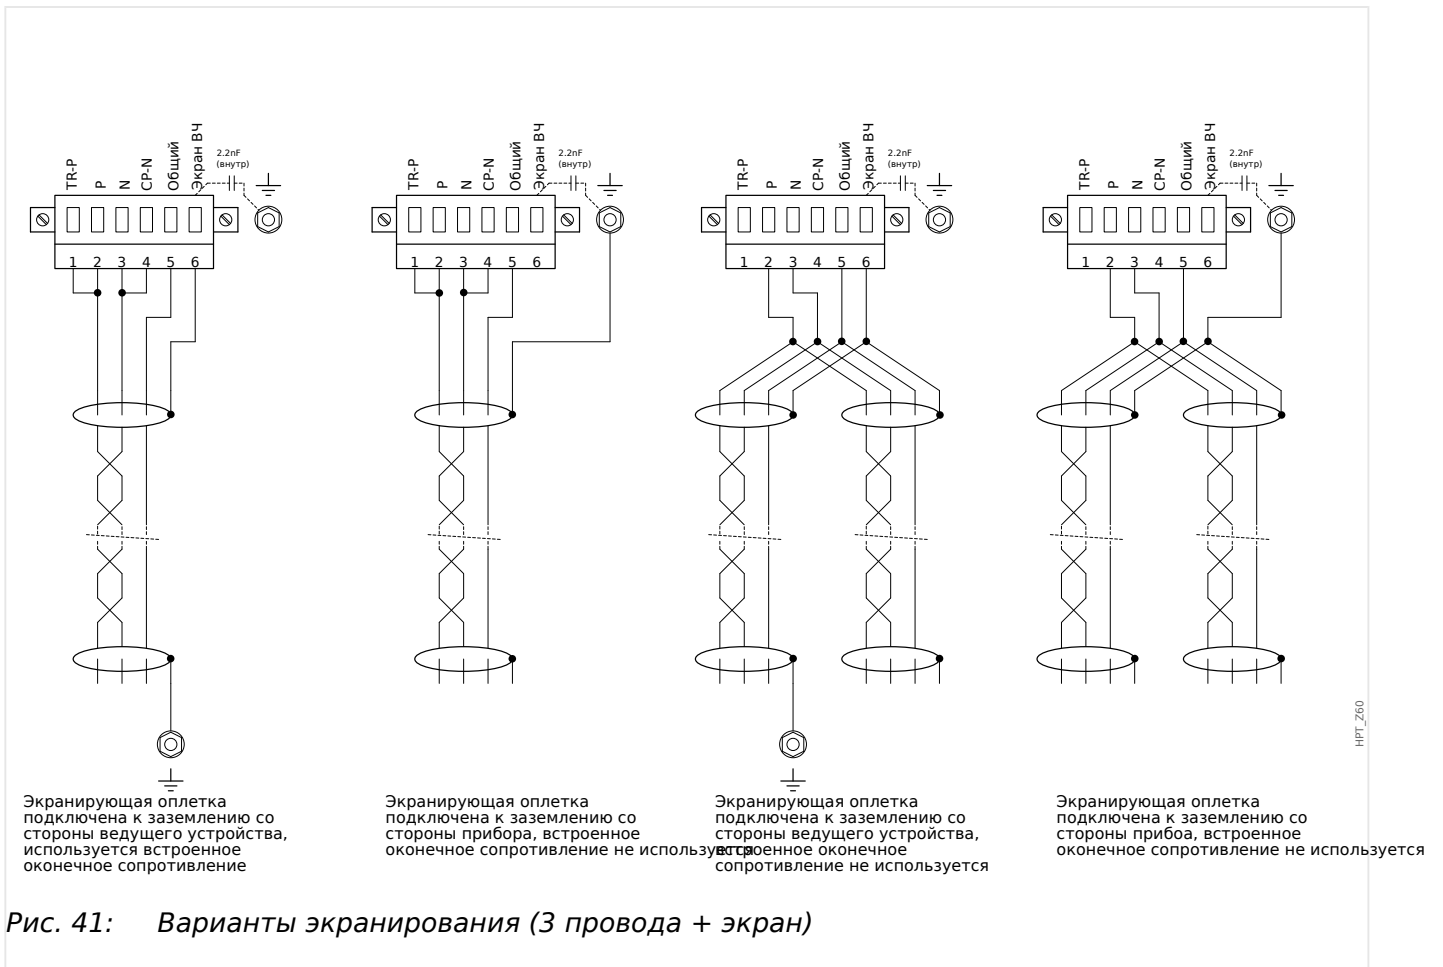 TR-P
P
N
CP-N
Общий
Экран ВЧ
2.2nF
(внутр)
1 2 3 4 5 6
TR-P
P
N
CP-N
Общий
Экран ВЧ
2.2nF
(внутр)
1 2 3 4 5 6
TR-P
P
N
CP-N
Общий
Экран ВЧ
2.2nF
(внутр)
1 2 3 4 5 6
TR-P
P
N
CP-N
Общий
Экран ВЧ
2.2nF
(внутр)
1 2 3 4 5 6
HPT_Z60
Экранирующая оплетка
подключена к заземлению со
стороны ведущего устройства,
используется встроенное
оконечное сопротивление
Экранирующая оплетка
подключена к заземлению со
стороны прибора, встроенное
оконечное сопротивление не используется
Экранирующая оплетка
подключена к заземлению со
стороны ведущего устройства,
встроенное оконечное
сопротивление не используется
Экранирующая оплетка
подключена к заземлению со
стороны прибоа, встроенное
оконечное сопротивление не используется
Рис. 41: Варианты экранирования (3 провода + экран)